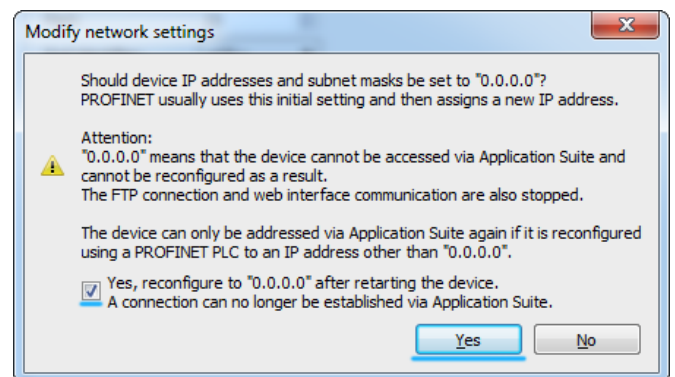 Modify network settings
Should device IP addresses and subnet masks be set to "0.0.0.0"?
PROFINET usually uses this initial setting and then assigns a new IP address.
Attention:
"0.0.0.0" means that the device cannot be accessed via Application Suite and
cannot be reconfigured as a result.
The FTP connection and web interface communication are also stopped.
The device can only be addressed via Application Suite again if it is reconfigured
using a PROFINET PLC to an IP address other than "0.0.0.0".
Yes, reconfigure to "0.0.0.0" after retarting the device.
A connection can no longer be established via Application Suite.
Yes
No